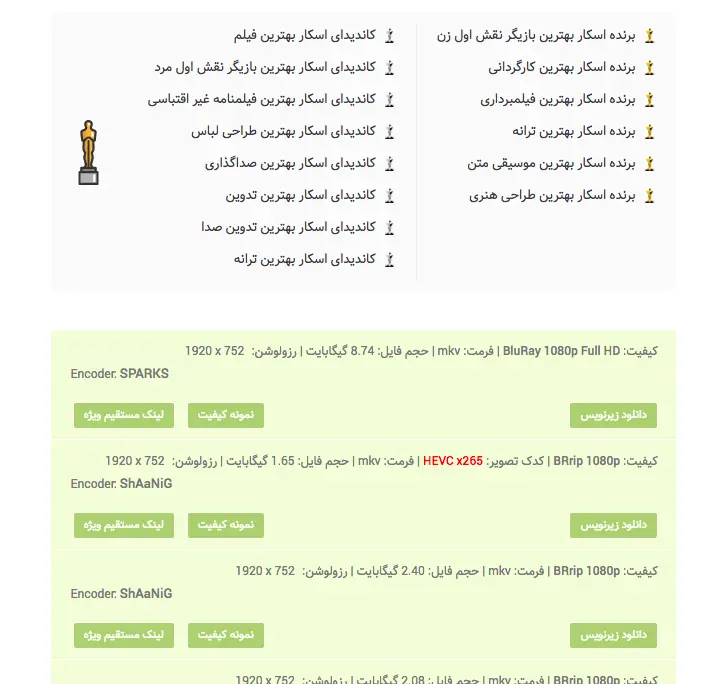 برنده اسکار بهترین بازیگر نقش اول زن
برنده اسکار بهترین کارگردانی
برنده اسکار بهترین فیلمبرداری
برنده اسکار بهترین ترانه
برنده اسکار بهترین موسیقی متن
برنده اسکار بهترین طراحی هنری
کاندیدای اسکار بهترین فیلم
کاندیدای اسکار بهترین بازیگر نقش اول مرد
کاندیدای اسکار بهترین فیلمنامه غیر اقتباسی
کاندیدای اسکار بهترین طراحی لباس
کاندیدای اسکار بهترین صداگذاری
کاندیدای اسکار بهترین تدوین
کاندیدای اسکار بهترین تدوین صدا
کاندیدای اسکار بهترین ترانه
کیفیت: BluRay 1080p Full HD | فرمت: mkv | حجم فایل: 8.74 گیگابایت | رزولوشن: 1920 x 752
Encoder: SPARKS
دانلود زیرنویس نمونه کیفیت لینک مستقیم ویژه
کیفیت: BRrip 1080p | کدک تصویر: HEVC x265 | فرمت: mkv | حجم فایل: 1.65 گیگابایت | رزولوشن: 1920 x 752
Encoder: ShAaNiG
دانلود زیرنویس نمونه کیفیت لینک مستقیم ویژه
کیفیت: BRrip 1080p | فرمت: mkv | حجم فایل: 2.40 گیگابایت | رزولوشن: 1920 x 752
Encoder: ShAaNiG
دانلود زیرنویس نمونه کیفیت لینک مستقیم ویژه
کیفیت: BRrip 1080p | فرمت: mkv | حجم فایل: 2.08 گیگابایت | رزولوشن: 1920 x 752